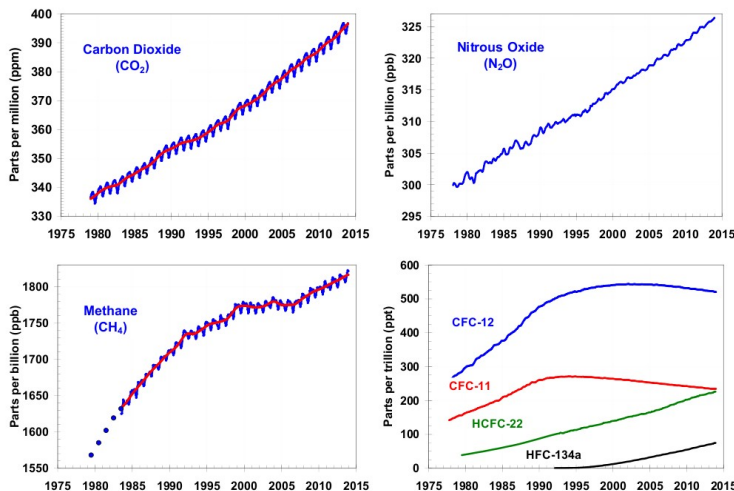 400
390
380
370
360
350
340
330
Parts per million (ppm)
Carbon Dioxide
(CO₂)
1975 1980 1985 1990 1995 2000 2005 2010 2015
325
320
315
310
305
300
295
Parts per billion (ppb)
Nitrous Oxide
(N₂O)
1975 1980 1985 1990 1995 2000 2005 2010 2015
1800
1750
1700
1650
1600
1550
Parts per billion (ppb)
Methane
(CH₄)
1975 1980 1985 1990 1995 2000 2005 2010 2015
600
500
400
300
200
100
0
Parts per trillion (ppt)
CFC-12
CFC-11
HCFC-22
HFC-134a
1975 1980 1985 1990 1995 2000 2005 2010 2015